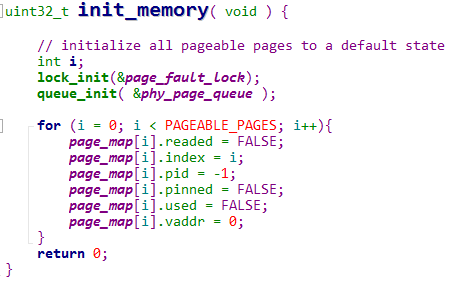 uint32_t init_memory( void ) {
// initialize all pageable pages to a default state
int i;
lock_init(&page_fault_lock);
queue_init( &phy_page_queue );
for (i = 0; i < PAGEABLE_PAGES; i++){
page_map[i].readed = FALSE;
page_map[i].index = i;
page_map[i].pid = -1;
page_map[i].pinned = FALSE;
page_map[i].used = FALSE;
page_map[i].vaddr = 0;
}
return 0;
}